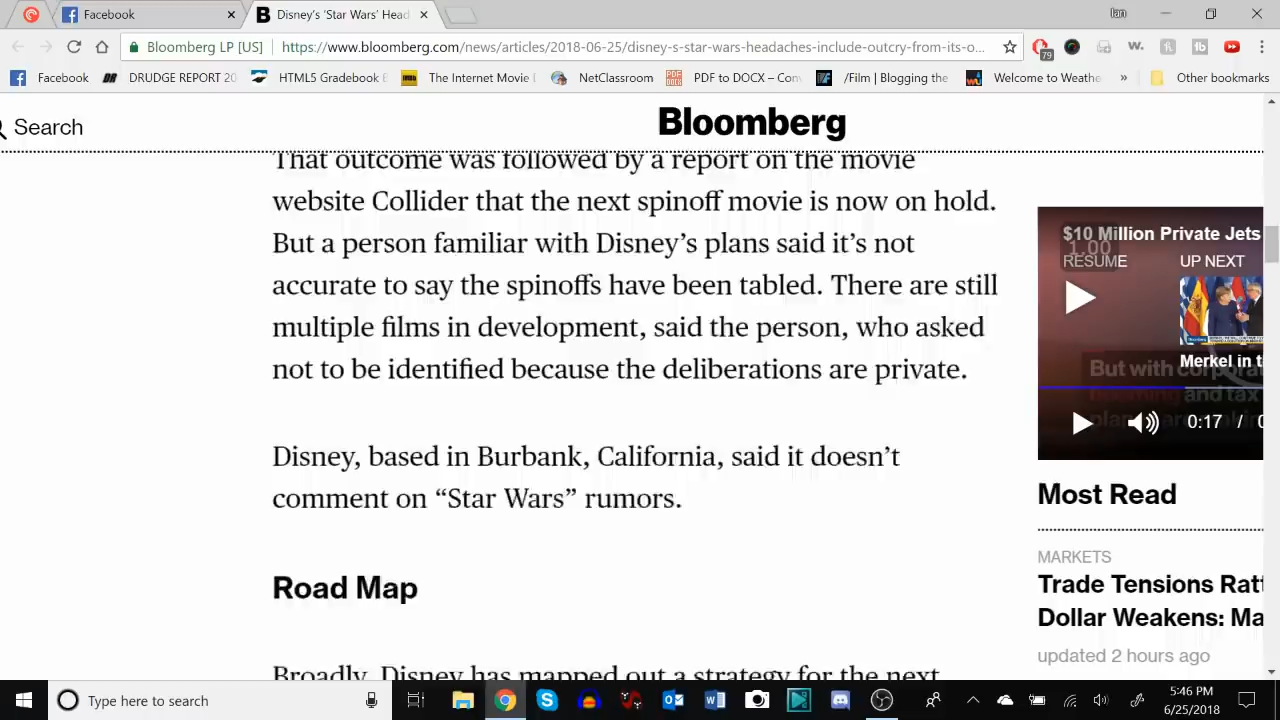 Facebook
Disney's 'Star Wars' Head
Bloomberg LP [US]
https://www.bloomberg.com/news/articles/2018-06-25/disney-s-star-wars-headaches-include-outcry-from-its-o...
79
W.
Facebook
DRUDGE REPORT 20
HTML5 Gradebook E
The Internet Movie
NetClassroom
PDF to DOCX – Con
/Film | Blogging the
Welcome to Weathe
»
Other bookmarks
Search
Bloomberg
That outcome was followed by a report on the movie
website Collider that the next spinoff movie is now on hold.
But a person familiar with Disney's plans said it's not
accurate to say the spinoffs have been tabled. There are still
multiple films in development, said the person, who asked
not to be identified because the deliberations are private.
Disney, based in Burbank, California, said it doesn't
comment on “Star Wars” rumors.
Road Map
Broadly, Disney has mapped out a strategy for the next
$10 Million Private Jets
1.00
RESUME
UP NEXT
Merkel in t
But with
and tax
0:17 /
Most Read
MARKETS
Trade Tensions Ratt
Dollar Weakens: Ma
updated 2 hours ago
Type here to search
5:46 PM
6/25/2018